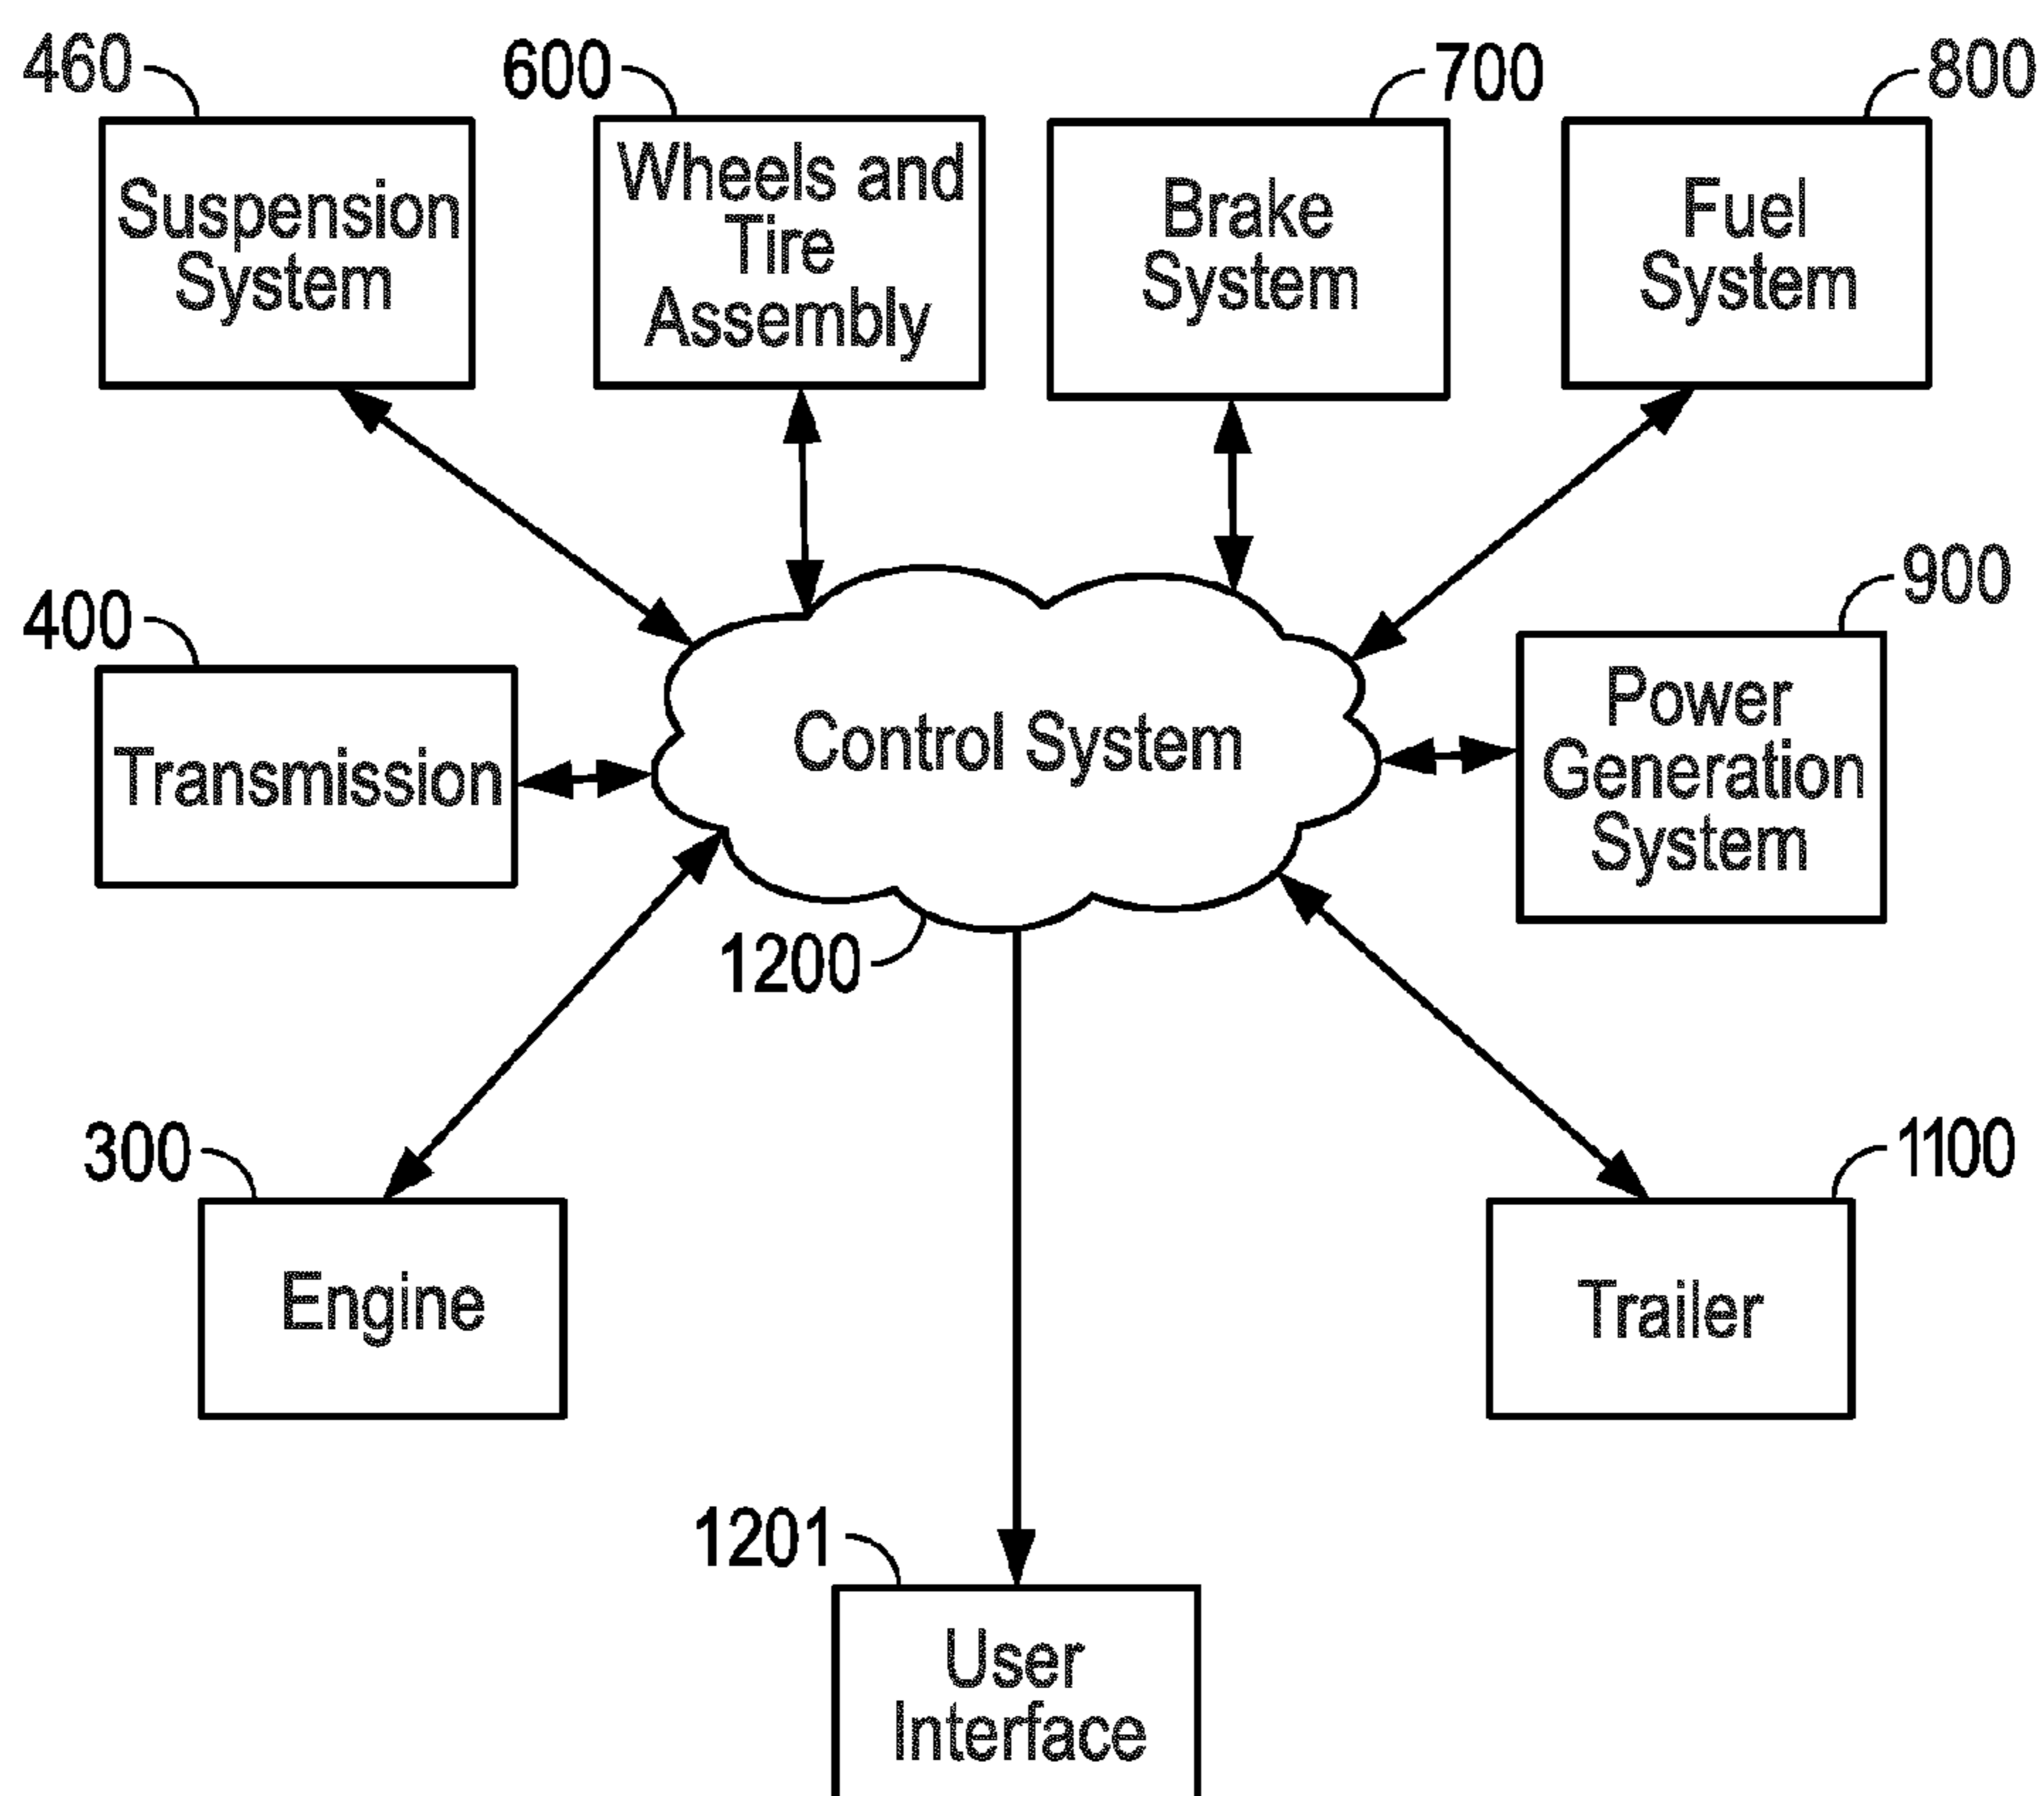 460
600
700
800
Suspension
System
Wheels and
Tire
Assembly
Brake
System
Fuel
System
400
900
Transmission
Control System
Power
Generation
System
1200
300
1100
Engine
Trailer
1201
User
Interface